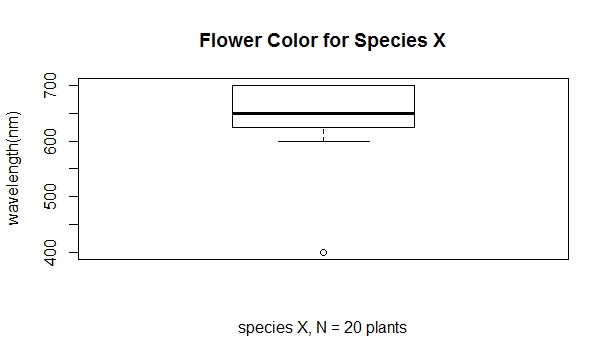 Flower Color for Species X
wavelength(nm)
700
600
500
400
species X, N = 20 plants